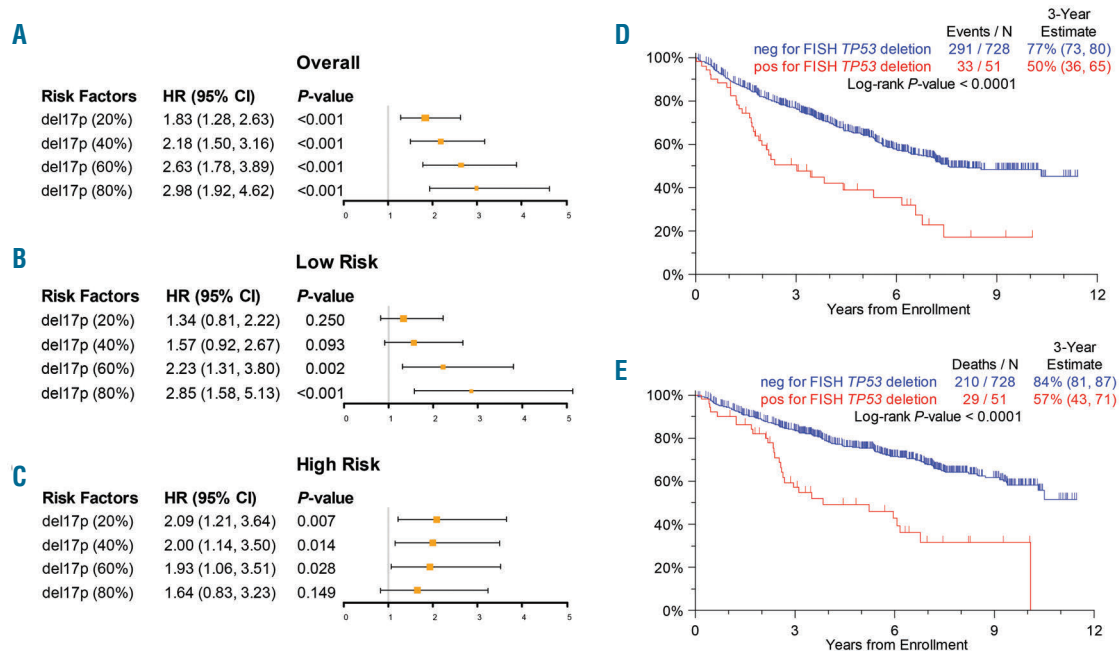 A
Overall
Risk Factors HR (95% CI) P-value
del17p (20%) 1.83 (1.28, 2.63) <0.001
del17p (40%) 2.18 (1.50, 3.16) <0.001
del17p (60%) 2.63 (1.78, 3.89) <0.001
del17p (80%) 2.98 (1.92, 4.62) <0.001
0 1 2 3 4 5
B
Low Risk
Risk Factors HR (95% CI) P-value
del17p (20%) 1.34 (0.81, 2.22) 0.250
del17p (40%) 1.57 (0.92, 2.67) 0.093
del17p (60%) 2.23 (1.31, 3.80) 0.002
del17p (80%) 2.85 (1.58, 5.13) <0.001
0 1 2 3 4 5
C
High Risk
Risk Factors HR (95% CI) P-value
del17p (20%) 2.09 (1.21, 3.64) 0.007
del17p (40%) 2.00 (1.14, 3.50) 0.014
del17p (60%) 1.93 (1.06, 3.51) 0.028
del17p (80%) 1.64 (0.83, 3.23) 0.149
0 1 2 3 4 5
D
3-Year
Events / N Estimate
neg for FISH TP53 deletion 291 / 728 77% (73, 80)
pos for FISH TP53 deletion 33 / 51 50% (36, 65)
Log-rank P-value < 0.0001
100%
80%
60%
40%
20%
0%
0 3 6 9 12
Years from Enrollment
E
3-Year
Deaths / N Estimate
neg for FISH TP53 deletion 210 / 728 84% (81, 87)
pos for FISH TP53 deletion 29 / 51 57% (43, 71)
Log-rank P-value < 0.0001
100%
80%
60%
40%
20%
0%
0 3 6 9 12
Years from Enrollment